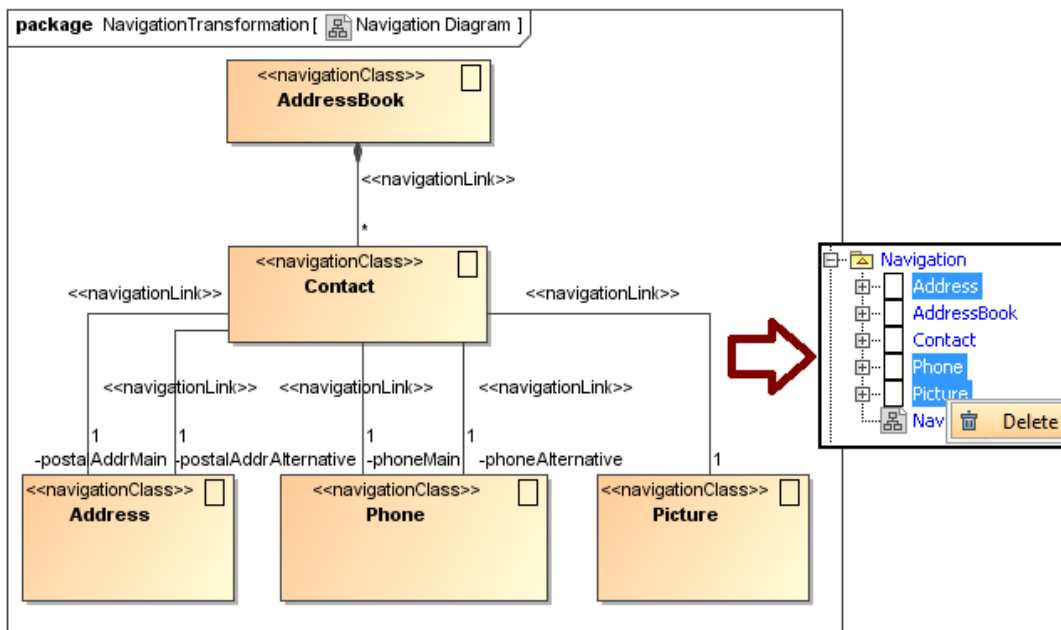 package NavigationTransformation [ Navigation Diagram ]
<<navigationClass>>
AddressBook
<<navigationLink>>
*
<<navigationClass>>
Contact
<<navigationLink>>
<<navigationLink>>
<<navigationLink>>
<<navigationLink>>
<<navigationLink>>
1
1
1
1
-postalAddrMain
-postalAddrAlternative
-phoneMain
-phoneAlternative
1
<<navigationClass>>
Address
<<navigationClass>>
Phone
<<navigationClass>>
Picture
Navigation
Address
AddressBook
Contact
Phone
Picture
Nav
Delete